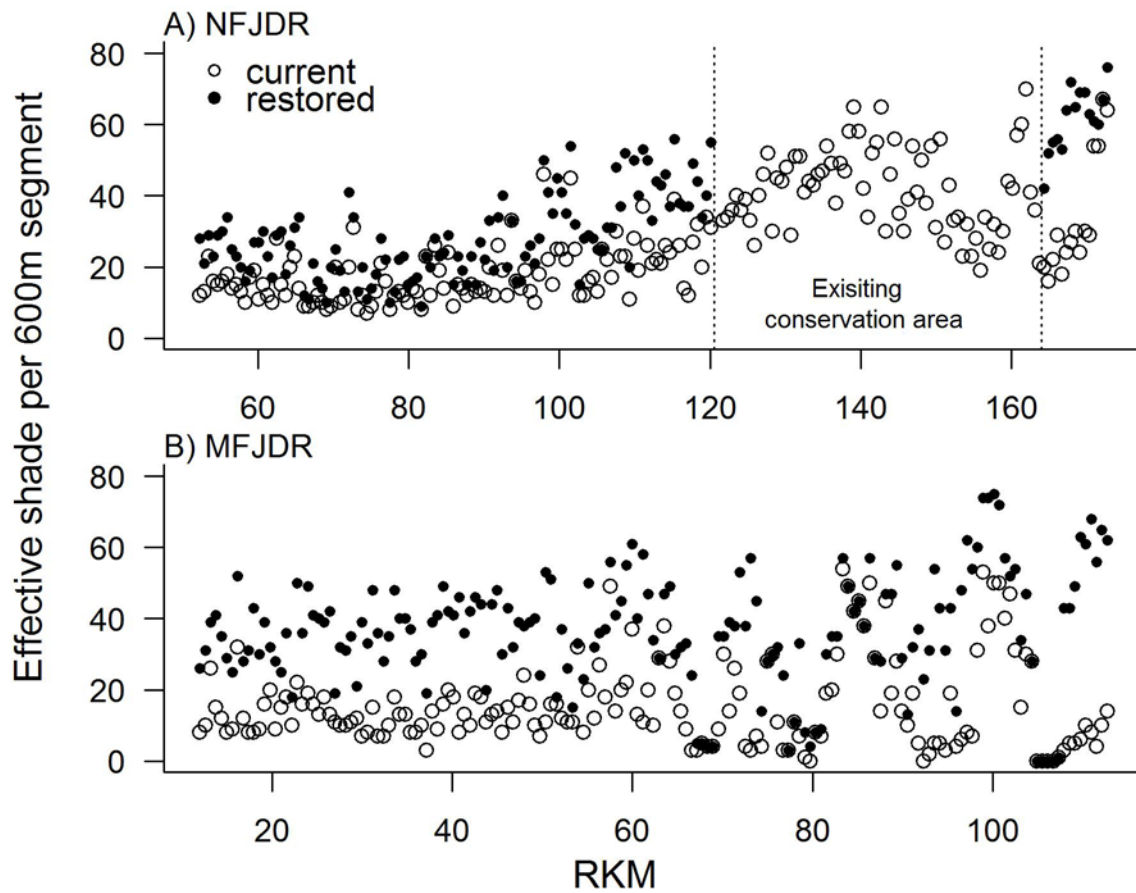 A) NFJDR
80
60
40
20
0
current
restored
Exisiting
conservation area
60 80 100 120 140 160
B) MFJDR
80
60
40
20
0
20 40 60 80 100
RKM
Effective shade per 600m segment